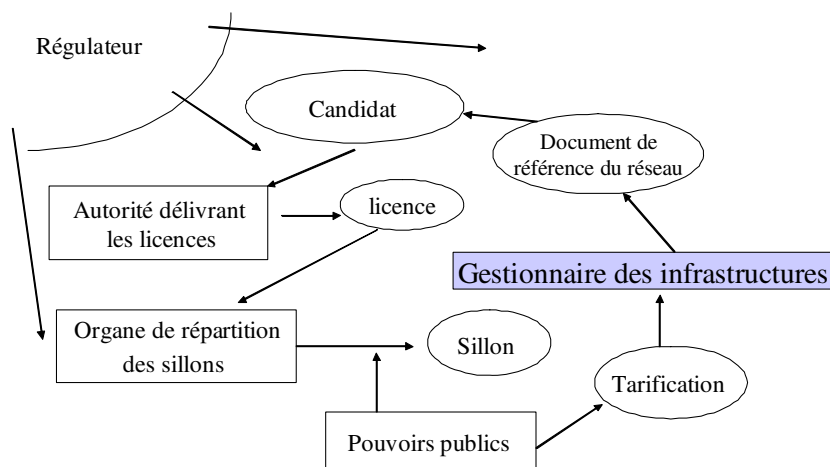 Régulateur
Candidat
Document de
référence du réseau
Autorité délivrant
les licences
licence
Gestionnaire des infrastructures
Organe de répartition
des sillons
Sillon
Tarification
Pouvoirs publics